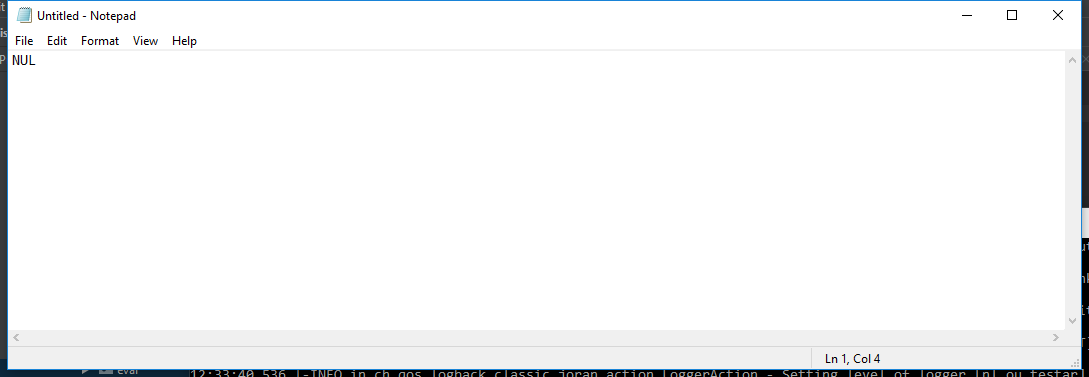 Untitled - Notepad
File Edit Format View Help
NUL
Ln 1, Col 4
eval
12:33:40,536 |-INFO in ch.qos.logback.classic.joran.action.LoggerAction - Setting level of logger [nl.ou.testar